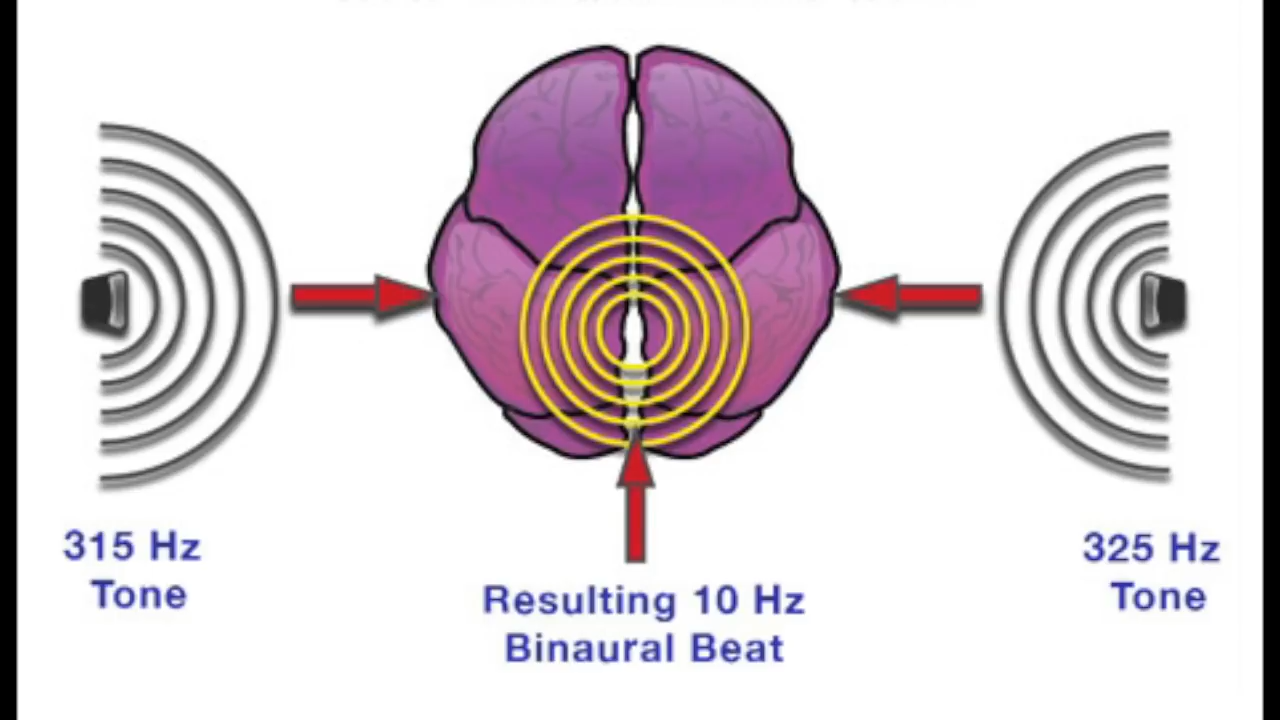 315 Hz
Tone
Resulting 10 Hz
Binaural Beat
325 Hz
Tone